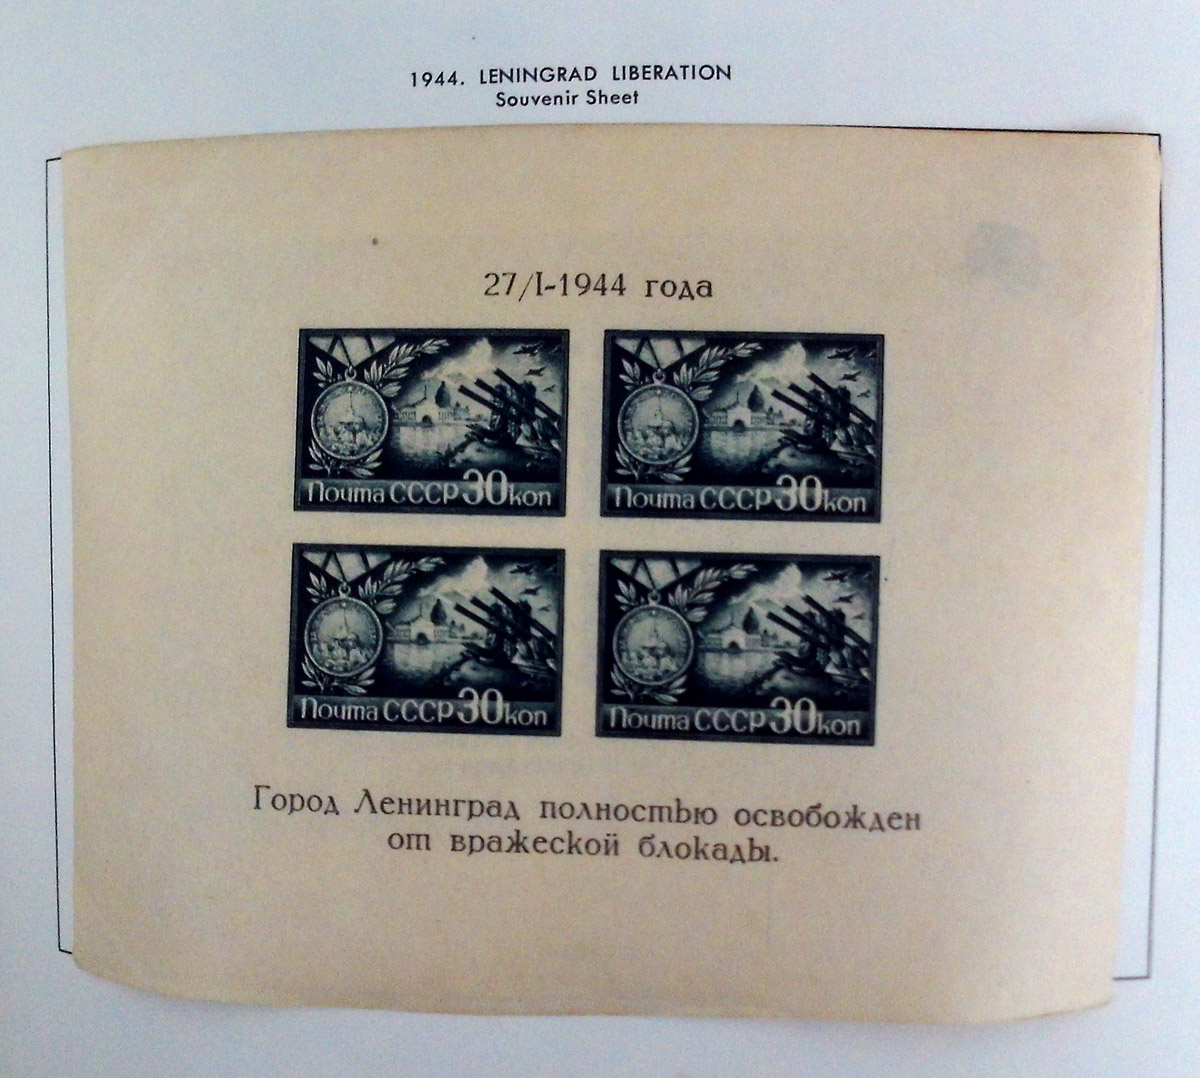 1944. LENINGRAD LIBERATION
Souvenir Sheet
27/I-1944 года
Почта СССР 30 коп
Почта СССР 30 коп
Почта СССР 30 коп
Почта СССР 30 коп
Город Ленинград полностью освобожден
от вражеской блокады.